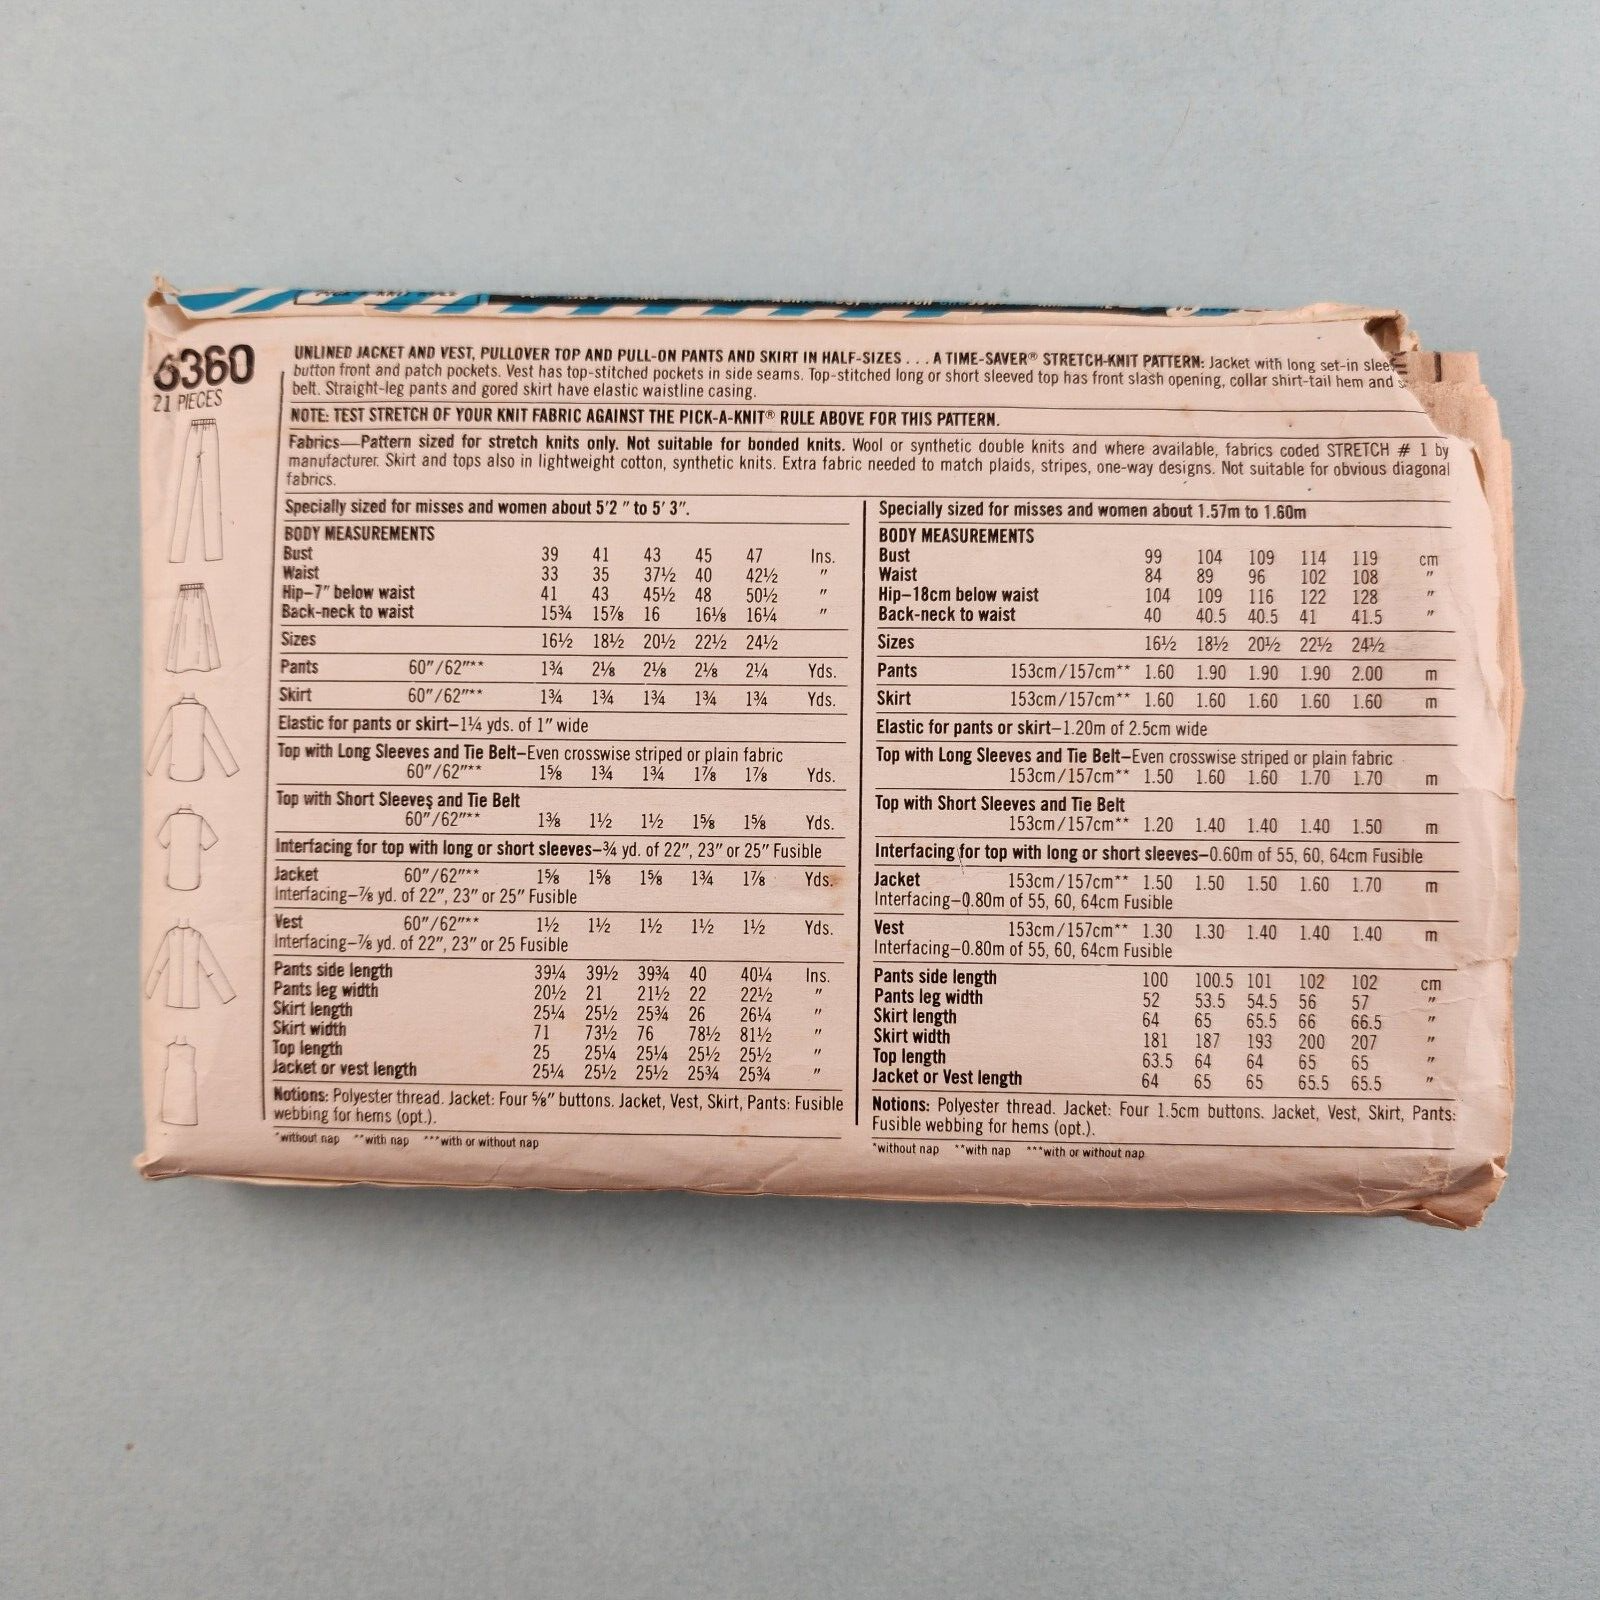 6360
21 PIECES
UNLINED JACKET AND VEST, PULLOVER TOP AND PULL-ON PANTS AND SKIRT IN HALF-SIZES . . . A TIME-SAVER® STRETCH-KNIT PATTERN: Jacket with long set-in
button front and patch pockets. Vest has top-stitched pockets in side seams. Top-stitched long or short sleeved top has front slash opening, collar shirt-tail hem and
belt. Straight-leg pants and gored skirt have elastic waistline casing.
NOTE: TEST STRETCH OF YOUR KNIT FABRIC AGAINST THE PICK-A-KNIT® RULE ABOVE FOR THIS PATTERN.
Fabrics—Pattern sized for stretch knits only. Not suitable for bonded knits. Wool or synthetic double knits and where available, fabrics coded STRETCH # 1 by
manufacturer. Skirt and tops also in lightweight cotton, synthetic knits. Extra fabric needed to match plaids, stripes, one-way designs. Not suitable for obvious diagonal
fabrics.
Specially sized for misses and women about 5'2 " to 5' 3".
BODY MEASUREMENTS
Bust 39 41 43 45 47 Ins.
Waist 33 35 37½ 40 42½ "
Hip–7" below waist 41 43 45½ 48 50½ "
Back-neck to waist 15¾ 15⅞ 16 16⅛ 16¼ "
Sizes 16½ 18½ 20½ 22½ 24½
Pants 60"/62"** 1¾ 2⅛ 2⅛ 2⅛ 2¼ Yds.
Skirt 60"/62"** 1¾ 1¾ 1¾ 1¾ 1¾ Yds.
Elastic for pants or skirt–1¼ yds. of 1" wide
Top with Long Sleeves and Tie Belt–Even crosswise striped or plain fabric
60"/62"** 1⅝ 1¾ 1¾ 1⅞ 1⅞ Yds.
Top with Short Sleeves and Tie Belt
60"/62"** 1⅜ 1½ 1½ 1⅝ 1⅝ Yds.
Interfacing for top with long or short sleeves–¾ yd. of 22", 23" or 25" Fusible
Jacket 60"/62"** 1⅝ 1⅝ 1⅝ 1¾ 1⅞ Yds.
Interfacing–⅞ yd. of 22", 23" or 25" Fusible
Vest 60"/62"** 1½ 1½ 1½ 1½ 1½ Yds.
Interfacing–⅞ yd. of 22", 23" or 25 Fusible
Pants side length 39¼ 39½ 39¾ 40 40¼ Ins.
Pants leg width 20½ 21 21½ 22 22½ "
Skirt length 25¼ 25½ 25¾ 26 26¼ "
Skirt width 71 73½ 76 78½ 81½ "
Top length 25 25¼ 25¼ 25½ 25½ "
Jacket or vest length 25¼ 25½ 25½ 25¾ 25¾ "
Notions: Polyester thread. Jacket: Four ⅝" buttons. Jacket, Vest, Skirt, Pants: Fusible
webbing for hems (opt.).
*without nap **with nap ***with or without nap
Specially sized for misses and women about 1.57m to 1.60m
BODY MEASUREMENTS
Bust 99 104 109 114 119 cm
Waist 84 89 96 102 108 "
Hip–18cm below waist 104 109 116 122 128 "
Back-neck to waist 40 40.5 40.5 41 41.5 "
Sizes 16½ 18½ 20½ 22½ 24½
Pants 153cm/157cm** 1.60 1.90 1.90 1.90 2.00 m
Skirt 153cm/157cm** 1.60 1.60 1.60 1.60 1.60 m
Elastic for pants or skirt–1.20m of 2.5cm wide
Top with Long Sleeves and Tie Belt–Even crosswise striped or plain fabric
153cm/157cm** 1.50 1.60 1.60 1.70 1.70 m
Top with Short Sleeves and Tie Belt
153cm/157cm** 1.20 1.40 1.40 1.40 1.50 m
Interfacing for top with long or short sleeves–0.60m of 55, 60, 64cm Fusible
Jacket 153cm/157cm** 1.50 1.50 1.50 1.60 1.70 m
Interfacing–0.80m of 55, 60, 64cm Fusible
Vest 153cm/157cm** 1.30 1.30 1.40 1.40 1.40 m
Interfacing–0.80m of 55, 60, 64cm Fusible
Pants side length 100 100.5 101 102 102 cm
Pants leg width 52 53.5 54.5 56 57 "
Skirt length 64 65 65.5 66 66.5 "
Skirt width 181 187 193 200 207 "
Top length 63.5 64 64 65 65 "
Jacket or Vest length 64 65 65 65.5 65.5 "
Notions: Polyester thread. Jacket: Four 1.5cm buttons. Jacket, Vest, Skirt, Pants:
Fusible webbing for hems (opt.).
*without nap **with nap ***with or without nap